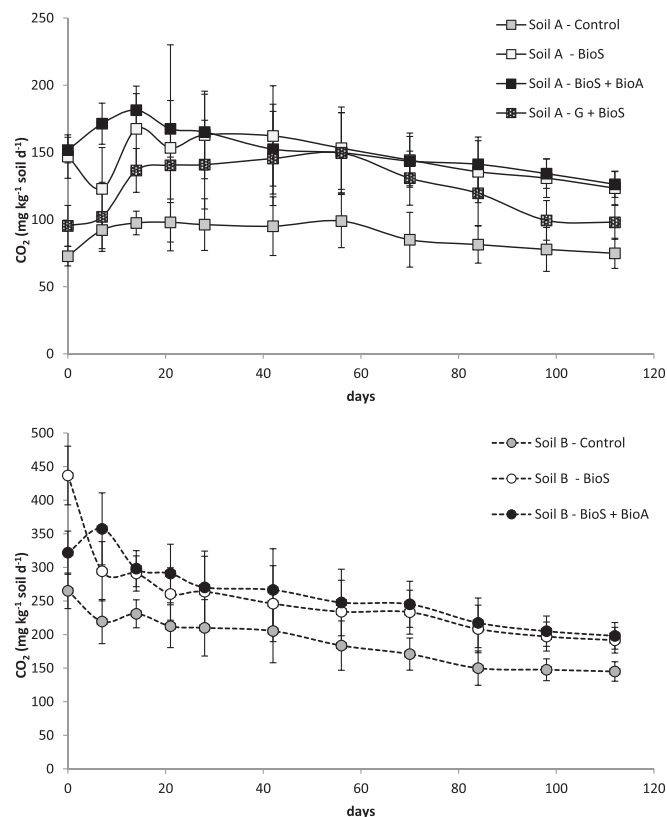 250
200
150
100
50
0
CO₂ (mg kg⁻¹ soil d⁻¹)
Soil A - Control
Soil A - BioS
Soil A - BioS + BioA
Soil A - G + BioS
0 20 40 60 80 100 120
days
500
450
400
350
300
250
200
150
100
50
0
CO₂ (mg kg⁻¹ soil d⁻¹)
Soil B - Control
Soil B - BioS
Soil B - BioS + BioA
0 20 40 60 80 100 120
days